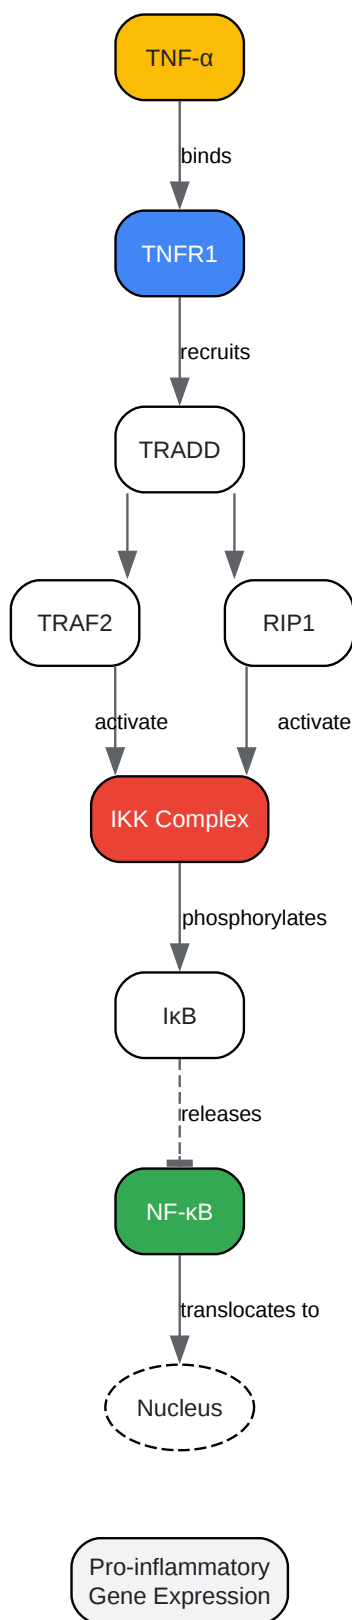 TNF-α
binds
TNFR1
recruits
TRADD
TRAF2
RIP1
activate
activate
IKK Complex
phosphorylates
IκB
releases
NF-κB
translocates to
Nucleus
Pro-inflammatory
Gene Expression